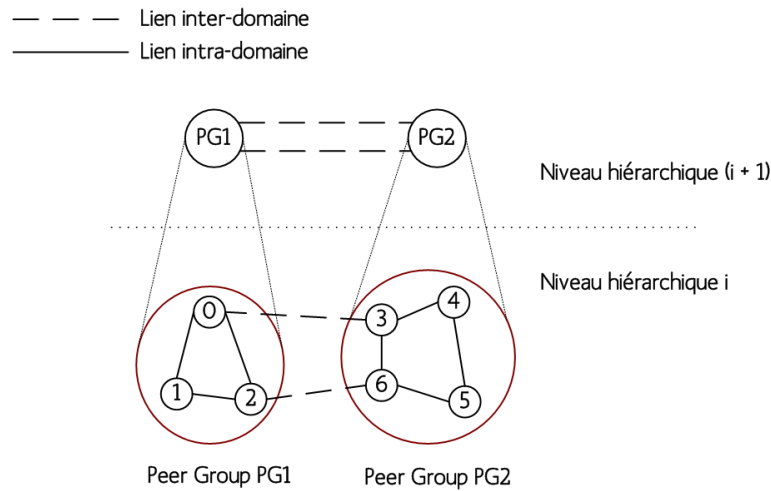 Lien inter-domaine
Lien intra-domaine
PG1
PG2
Niveau hiérarchique (i + 1)
Niveau hiérarchique i
0
3
4
1
2
6
5
Peer Group PG1
Peer Group PG2